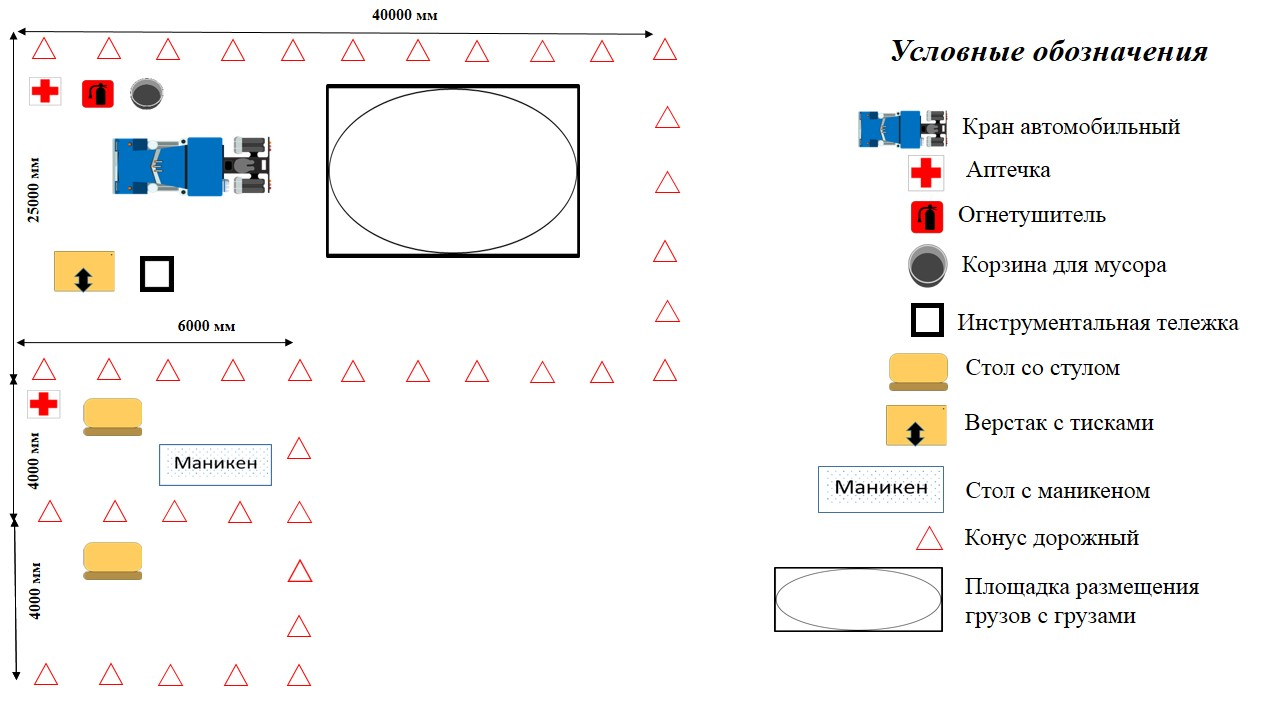 40000 мм
Условные обозначения
Кран автомобильный
Аптечка
25000 мм
Огнетушитель
Корзина для мусора
6000 мм
Инструментальная тележка
Стол со стулом
Верстак с тисками
4000 мм
Маникен
Маникен
Стол с маникеном
Конус дорожный
4000 мм
Площадка размещения
грузов с грузами